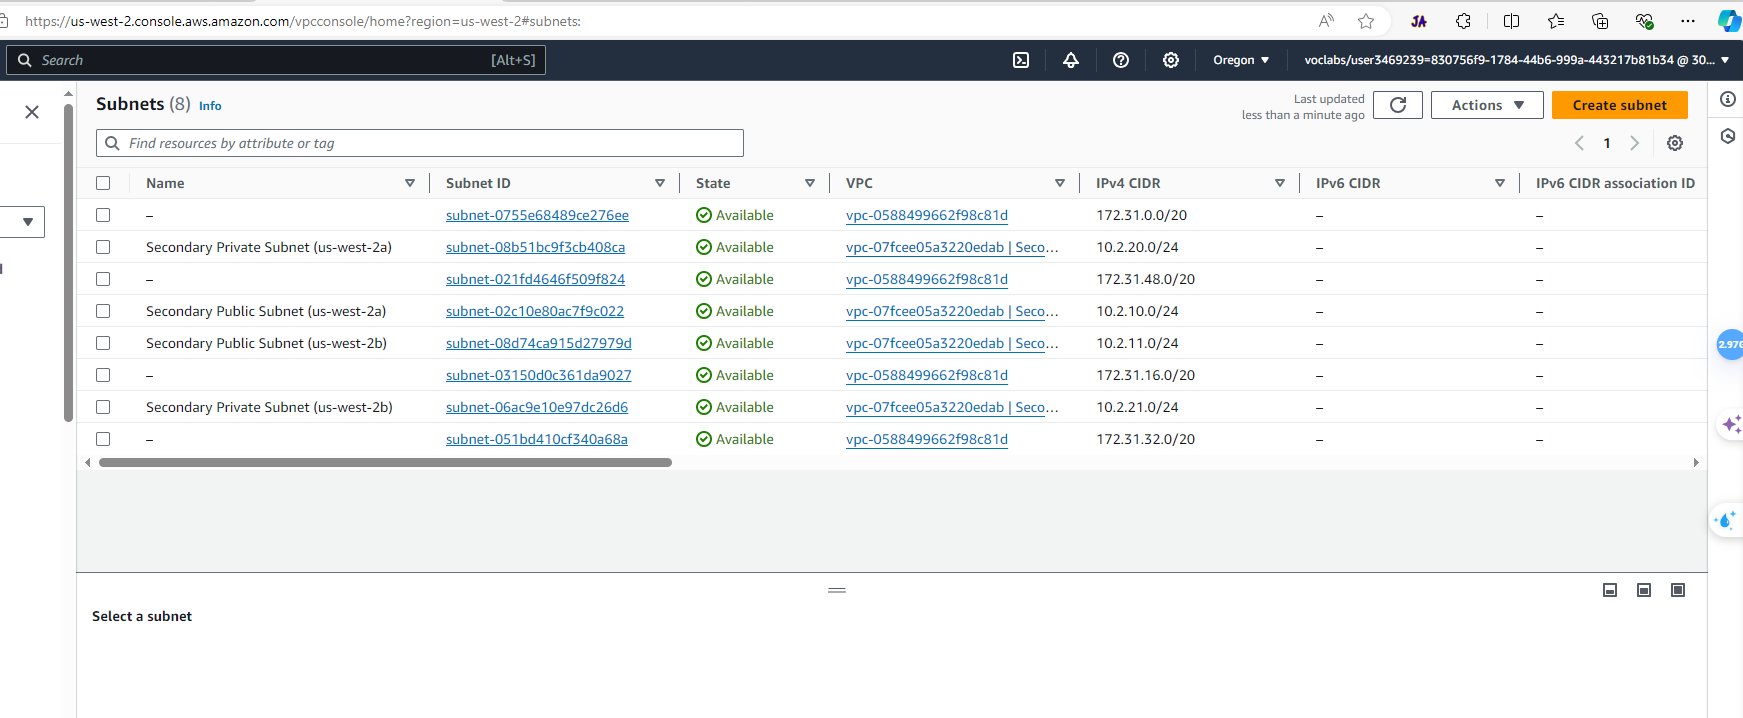 https://us-west-2.console.aws.amazon.com/vpcconsole/home?region=us-west-2#subnets:
JA
Search [Alt+S] Oregon voclabs/user3469239=830756f9-1784-44b6-999a-443217b81b34 @ 30...
Subnets (8) Info
Last updated
less than a minute ago
Actions
Create subnet
Find resources by attribute or tag
1
Name Subnet ID State VPC IPv4 CIDR IPv6 CIDR IPv6 CIDR association ID
– subnet-0755e68489ce276ee Available vpc-0588499662f98c81d 172.31.0.0/20 – –
Secondary Private Subnet (us-west-2a) subnet-08b51bc9f3cb408ca Available vpc-07fcee05a3220edab | Seco... 10.2.20.0/24 – –
– subnet-021fd4646f509f824 Available vpc-0588499662f98c81d 172.31.48.0/20 – –
Secondary Public Subnet (us-west-2a) subnet-02c10e80ac7f9c022 Available vpc-07fcee05a3220edab | Seco... 10.2.10.0/24 – –
Secondary Public Subnet (us-west-2b) subnet-08d74ca915d27979d Available vpc-07fcee05a3220edab | Seco... 10.2.11.0/24 – –
– subnet-03150d0c361da9027 Available vpc-0588499662f98c81d 172.31.16.0/20 – –
Secondary Private Subnet (us-west-2b) subnet-06ac9e10e97dc26d6 Available vpc-07fcee05a3220edab | Seco... 10.2.21.0/24 – –
– subnet-051bd410cf340a68a Available vpc-0588499662f98c81d 172.31.32.0/20 – –
Select a subnet